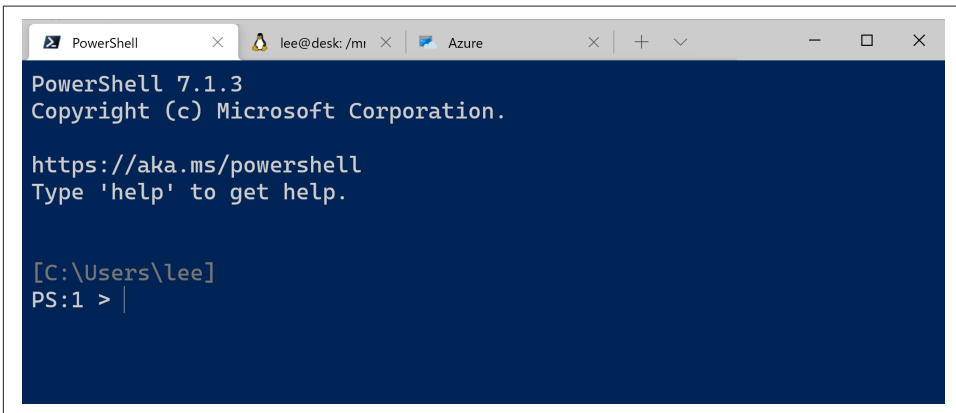 PowerShell
lee@desk: /mı
Azure
PowerShell 7.1.3
Copyright (c) Microsoft Corporation.
https://aka.ms/powershell
Type 'help' to get help.
[C:\Users\lee]
PS:1 >